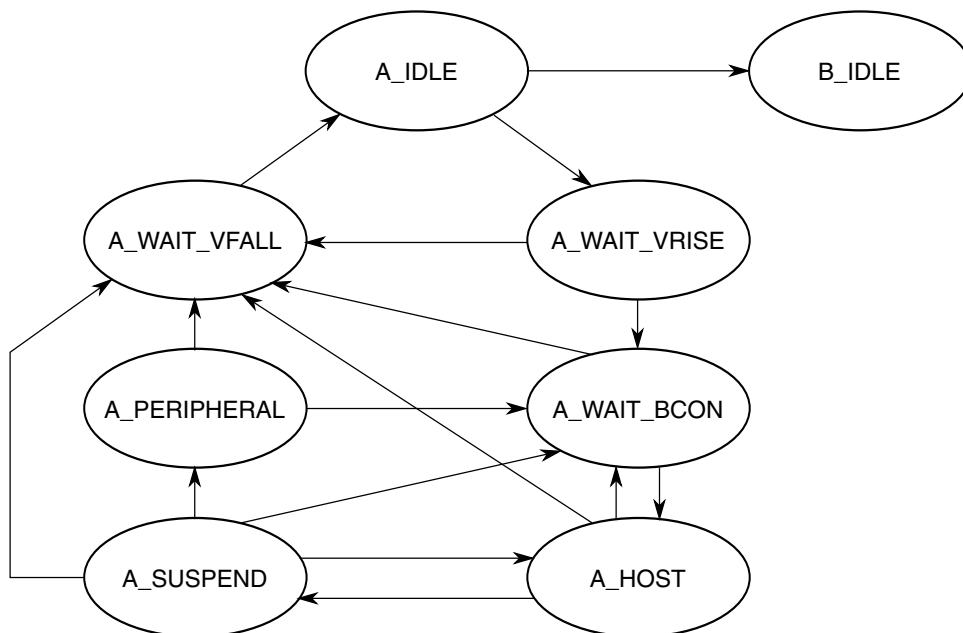 A_IDLE
B_IDLE
A_WAIT_VFALL
A_WAIT_VRISE
A_PERIPHERAL
A_WAIT_BCON
A_SUSPEND
A_HOST